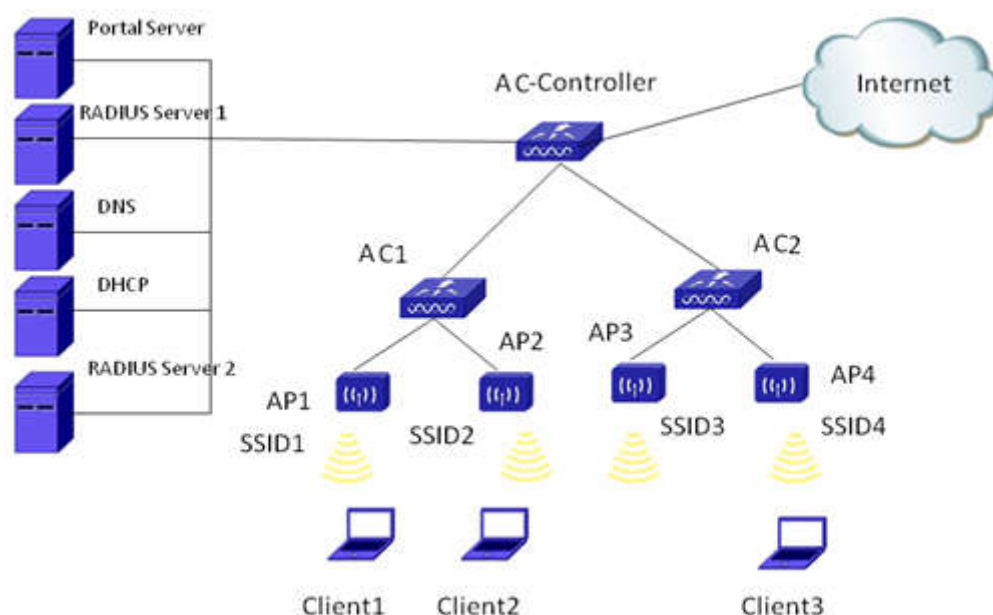 Portal Server
AC-Controller
Internet
RADIUS Server 1
DNS
AC1
AC2
DHCP
AP2
AP3
RADIUS Server 2
AP1
AP4
SSID1
SSID2
SSID3
SSID4
Client1
Client2
Client3